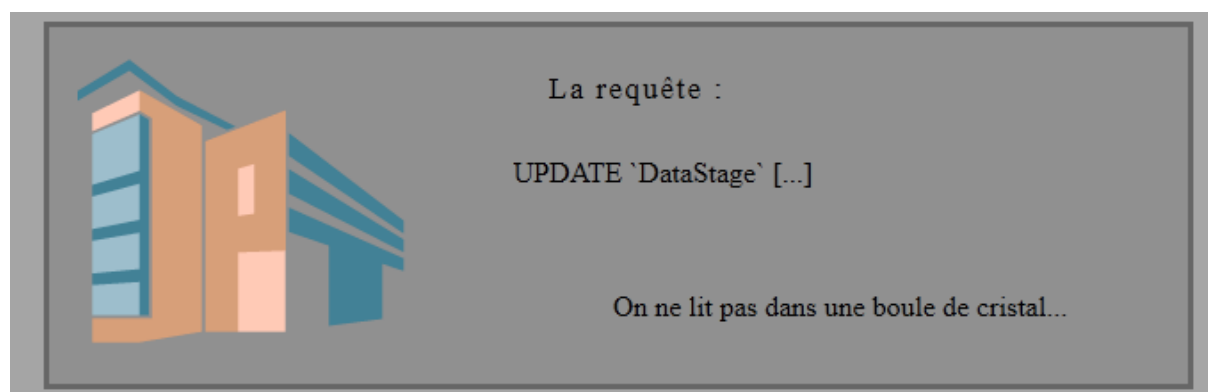 La requête :
UPDATE `DataStage` [...]
On ne lit pas dans une boule de cristal...